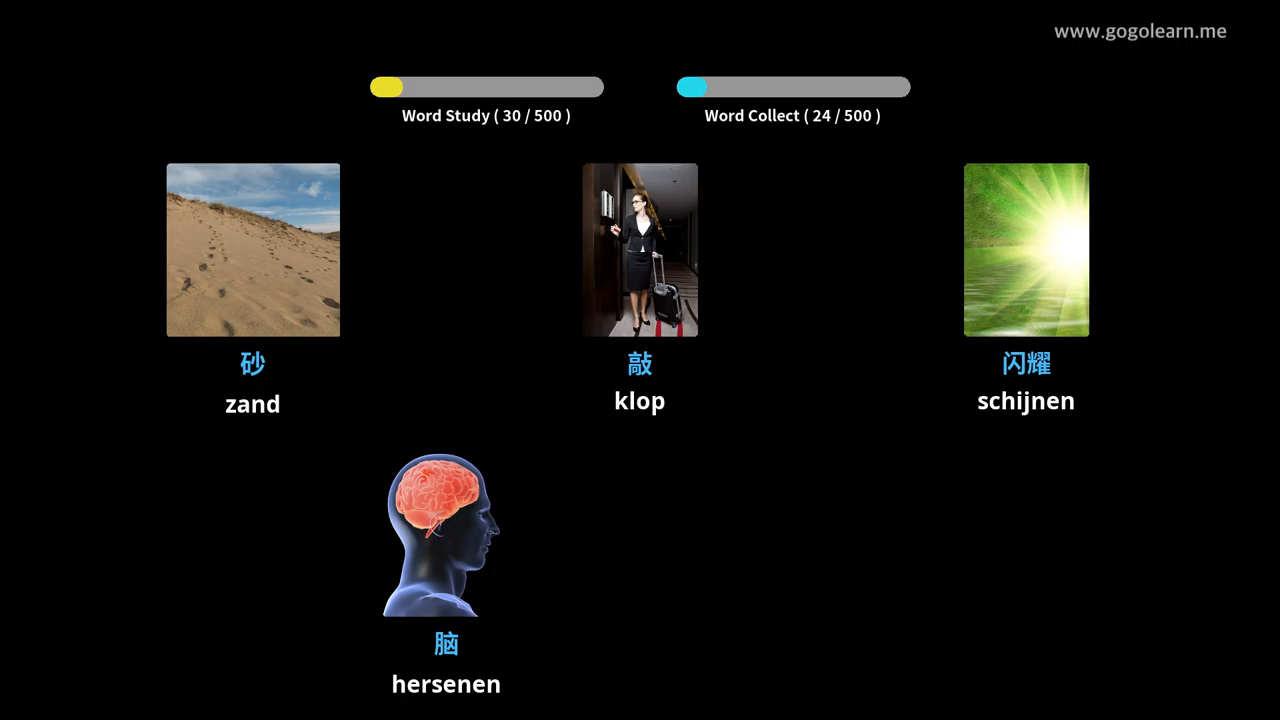 www.gogolearn.me
Word Study ( 30 / 500 )
Word Collect ( 24 / 500 )
砂
zand
敲
klop
闪耀
schijnen
脑
hersenen